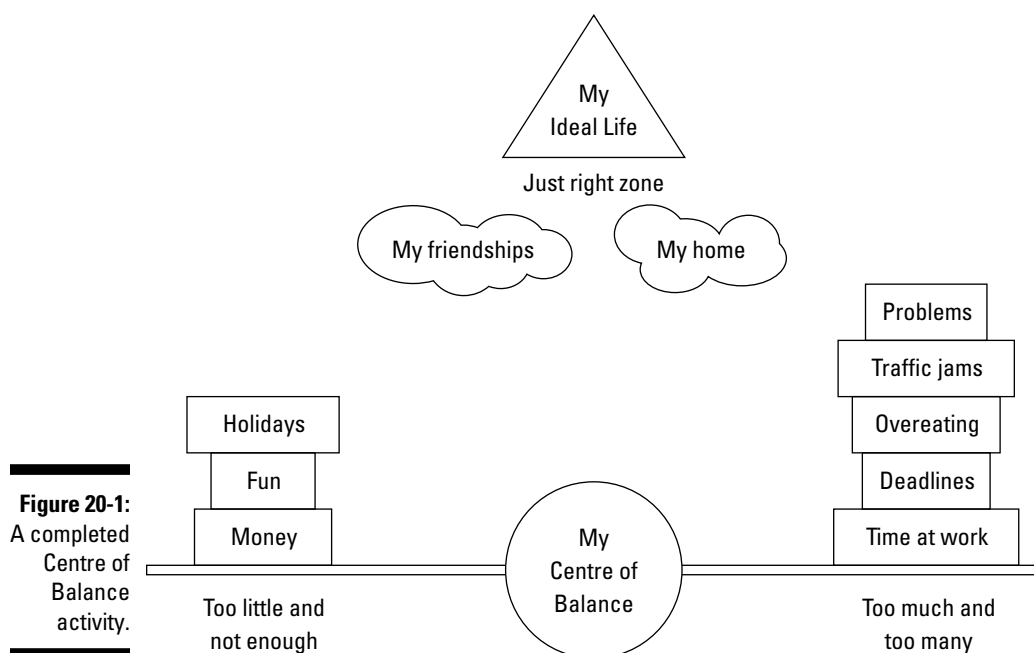 My
Ideal Life
Just right zone
My friendships
My home
Problems
Traffic jams
Overeating
Deadlines
Time at work
Holidays
Fun
Money
My
Centre of
Balance
Too little and
not enough
Too much and
too many
Figure 20-1:
A completed
Centre of
Balance
activity.